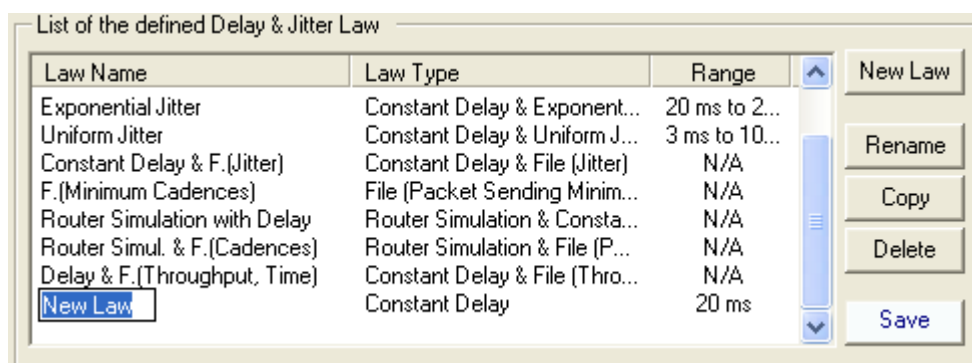 List of the defined Delay & Jitter Law
Law Name Law Type Range
Exponential Jitter Constant Delay & Exponent... 20 ms to 2...
Uniform Jitter Constant Delay & Uniform J... 3 ms to 10...
Constant Delay & F.(Jitter) Constant Delay & File (Jitter) N/A
F.(Minimum Cadences) File (Packet Sending Minim... N/A
Router Simulation with Delay Router Simulation & Consta... N/A
Router Simul. & F.(Cadences) Router Simulation & File (P... N/A
Delay & F.(Throughput, Time) Constant Delay & File (Thro... N/A
New Law Constant Delay 20 ms
New Law
Rename
Copy
Delete
Save